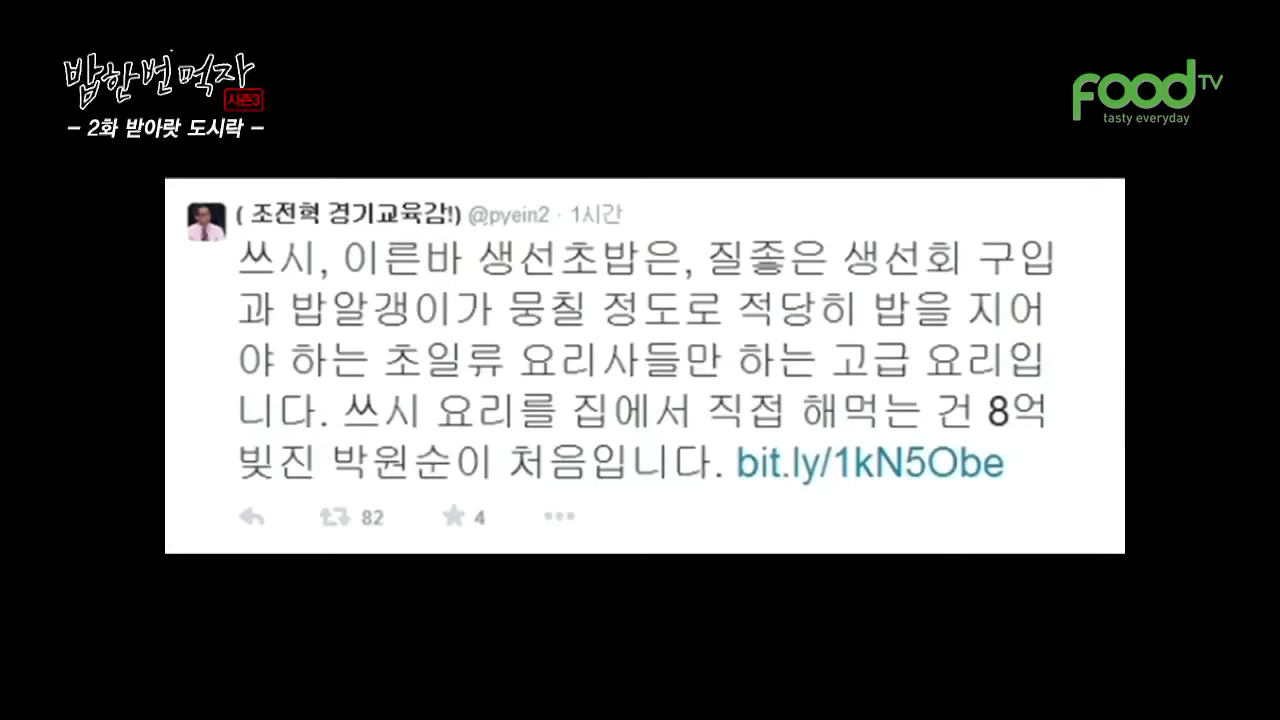 밥한번먹자
시즌3
- 2화 받아랏 도시락 -
food TV
tasty everyday
( 조전혁 경기교육감!) @pyein2 · 1시간
쓰시, 이른바 생선초밥은, 질좋은 생선회 구입
과 밥알갱이가 뭉칠 정도로 적당히 밥을 지어
야 하는 초일류 요리사들만 하는 고급 요리입
니다. 쓰시 요리를 집에서 직접 해먹는 건 8억
빚진 박원순이 처음입니다. bit.ly/1kN5Obe
82
4